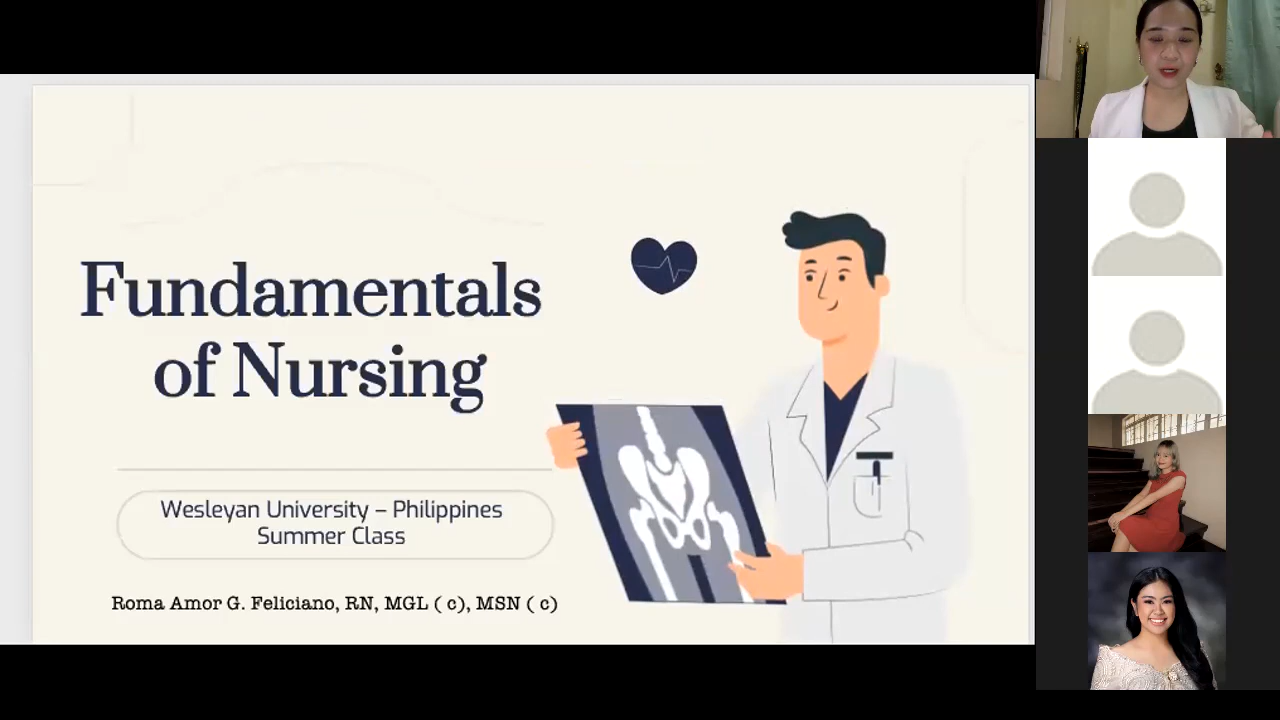 Fundamentals
of Nursing
Wesleyan University – Philippines
Summer Class
Roma Amor G. Feliciano, RN, MGL ( c), MSN ( c)